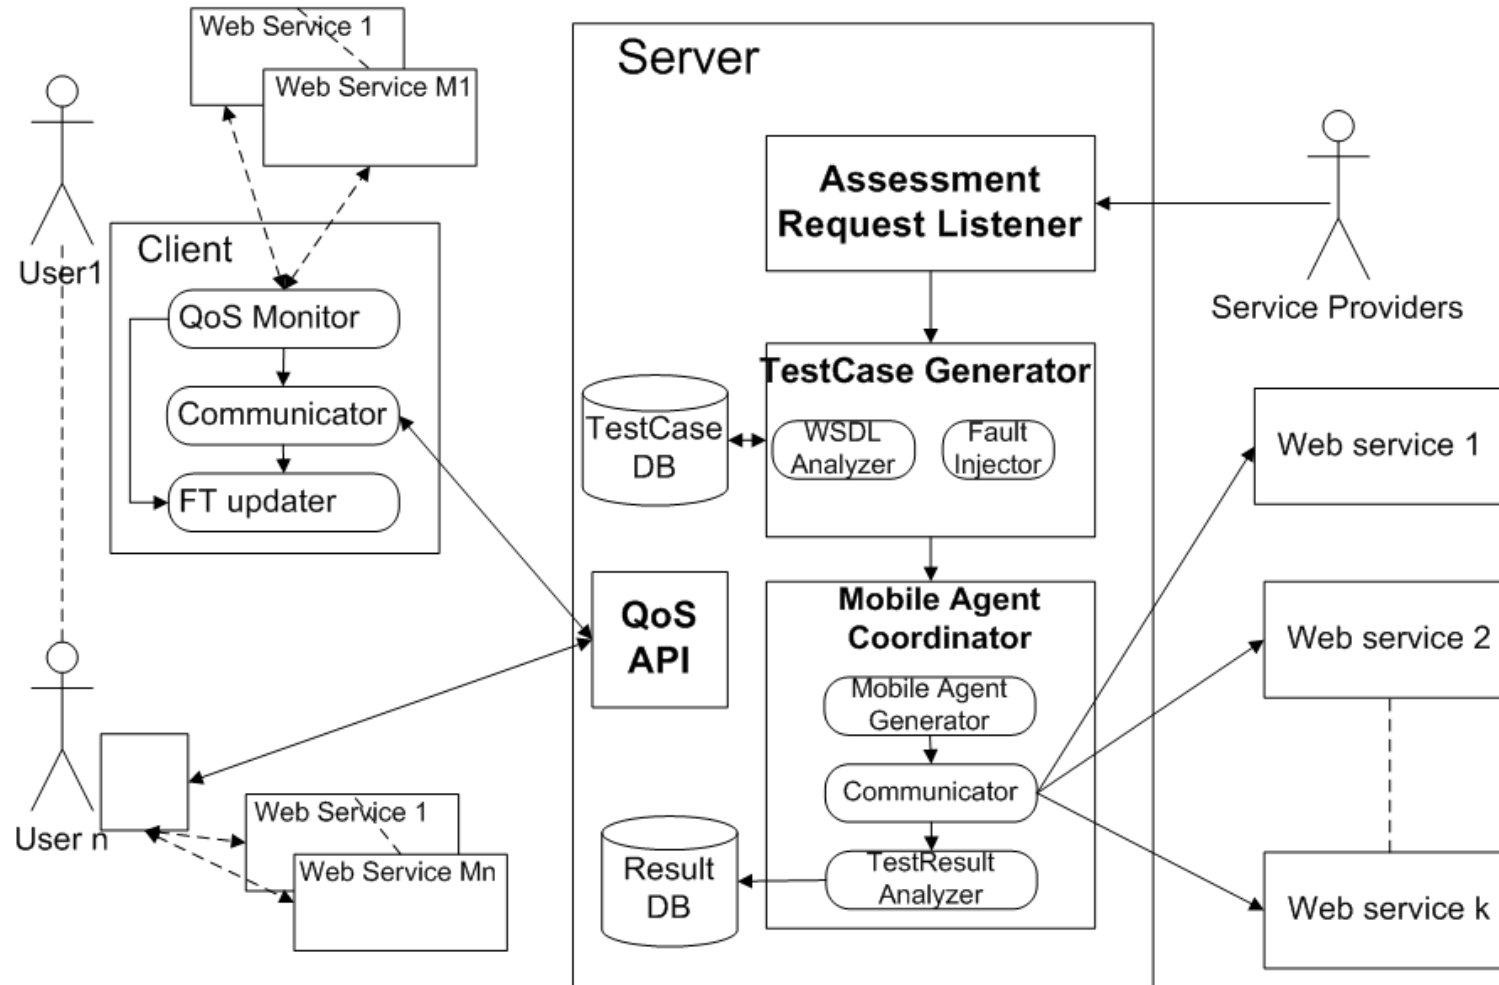 Web Service 1
Web Service M1
User1
Client
QoS Monitor
Communicator
FT updater
User n
Web Service 1
Web Service Mn
Server
Assessment
Request Listener
TestCase Generator
WSDL
Analyzer
Fault
Injector
TestCase
DB
QoS
API
Mobile Agent
Coordinator
Mobile Agent
Generator
Communicator
TestResult
Analyzer
Result
DB
Service Providers
Web service 1
Web service 2
Web service k